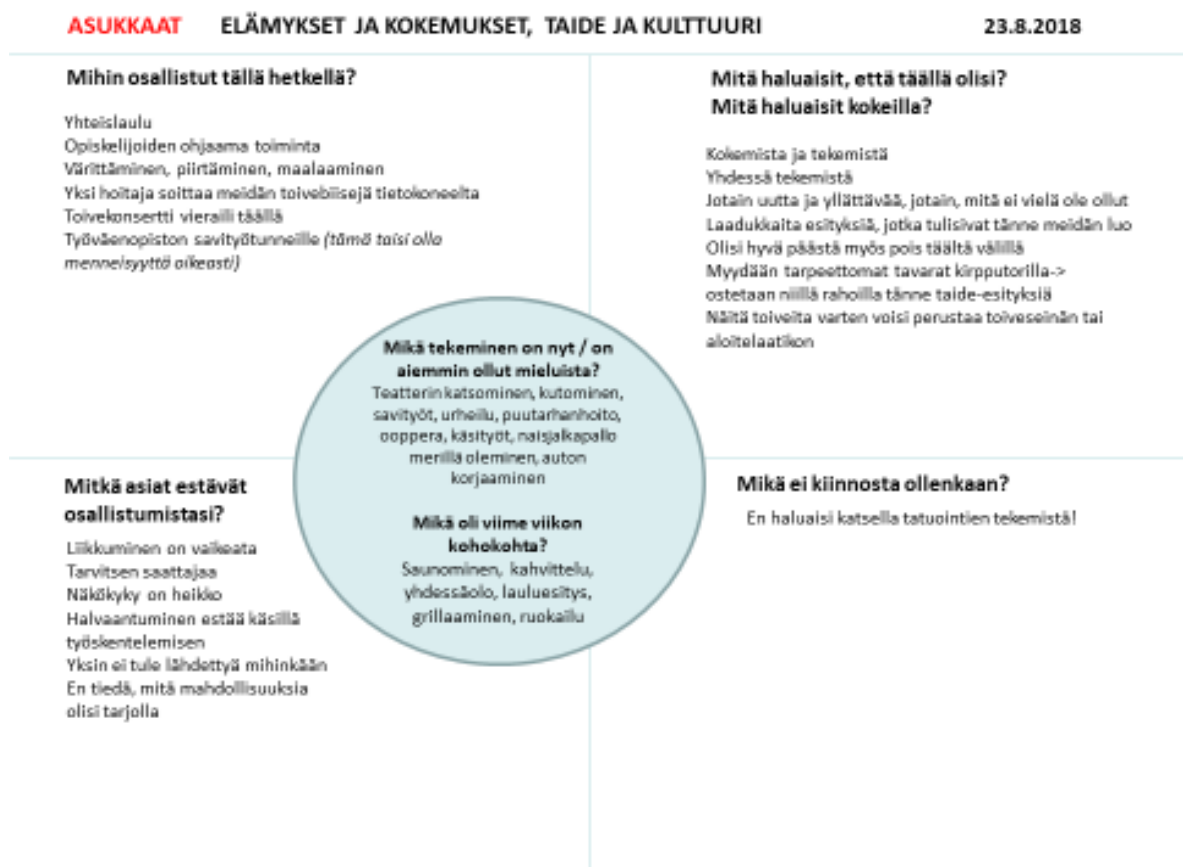 ASUKKAAT ELÄMYKSET JA KOKEMUKSET, TAIDE JA KULTTUURI 23.8.2018
Mihin osallistut tällä hetkellä?
Yhteislaulu
Opiskelijoiden ohjaama toiminta
Värittäminen, piirtäminen, maalaaminen
Yksi hoitaja soittaa meidän toivebiisejä tietokoneelta
Toivekonsertti vieraili täällä
Työväenopiston savityötunneille (tämä taisi olla
menneisyyttä oikeasti)
Mitä haluaisit, että täällä olisi?
Mitä haluaisit kokeilla?
Kokemista ja tekemistä
Yhdessä tekemistä
Jotain uutta ja yllättävää, jotain, mitä ei vielä ole ollut
Laadukkaita esityksiä, jotka tulisivat tänne meidän luo
Olisi hyvä päästä myös pois täältä välillä
Myydään tarpeettomat tavarat kirpputorilla->
ostetaan niillä rahoilla tänne taide-esityksiä
Näitä toiveita varten voisi perustaa toiveseinän tai
aloitelaatikon
Mikä tekeminen on nyt / on
aiemmin ollut mieluista?
Teatterin katsominen, kutominen,
savityöt, urheilu, puutarhanhoito,
ooppera, käsityöt, naisjalkapallo
merillä oleminen, auton
korjaaminen
Mikä oli viime viikon
kohokohta?
Saunominen, kahvittelu,
yhdessäolo, lauluesitys,
grillaaminen, ruokailu
Mitkä asiat estävät
osallistumistasi?
Liikkuminen on vaikeata
Tarvitsen saattajaa
Näkökyky on heikko
Halvaantuminen estää käsillä
työskentelemisen
Yksin ei tule lähdettyä mihinkään
En tiedä, mitä mahdollisuuksia
olisi tarjolla
Mikä ei kiinnosta ollenkaan?
En haluaisi katsella tatuointien tekemistä!